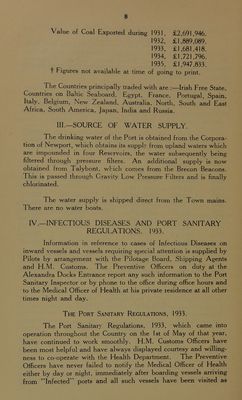 8
Value of Coal Exported during 1931, £2,691,946.
1932, £1,889,089.
1933, £1,681,418.
1934, £1,721,796.
1935, £1,947,833.
† Figures not available at time of going to print.
The Countries principally traded with are:—Irish Free State,
Countries on Baltic Seaboard, Egypt, France, Portugal, Spain,
Italy, Belgium, New Zealand, Australia, North, South and East
Africa, South America, Japan, India and Russia.
III.—SOURCE OF WATER SUPPLY.
The drinking water of the Port is obtained from the Corpora-
tion of Newport, which obtains its supply from upland waters which
are impounded in four Reservoirs, the water subsequently being
filtered through pressure filters. An additional supply is now
obtained from Talybont, which comes from the Brecon Beacons.
This is passed through Gravity Low Pressure Filters and is finally
chlorinated.
The water supply is shipped direct from the Town mains.
There are no water boats.
IV.—INFECTIOUS DISEASES AND PORT SANITARY
REGULATIONS, 1933.
Information in reference to cases of Infectious Diseases on
inward vessels and vessels requiring special attention is supplied by
Pilots by arrangement with the Pilotage Board, Shipping Agents
and H.M. Customs. The Preventive Officers on duty at the
Alexandra Docks Entrance report any such information to the Port
Sanitary Inspector or by phone to the office during office hours and
to the Medical Officer of Health at his private residence at all other
times night and day.
The Port Sanitary Regulations, 1933.
The Port Sanitary Regulations, 1933, which came into
operation throughout the Country on the 1st of May of that year,
have continued to work smoothly. H.M. Customs Officers have
been most helpful and have always displayed courtesy and willing-
ness to co-operate with the Health Department. The Preventive
Officers have never failed to notify the Medical Officer of Health
either by day or night, immediately after boarding vessels arriving
from "Infected" ports and all such vessels have been visited as